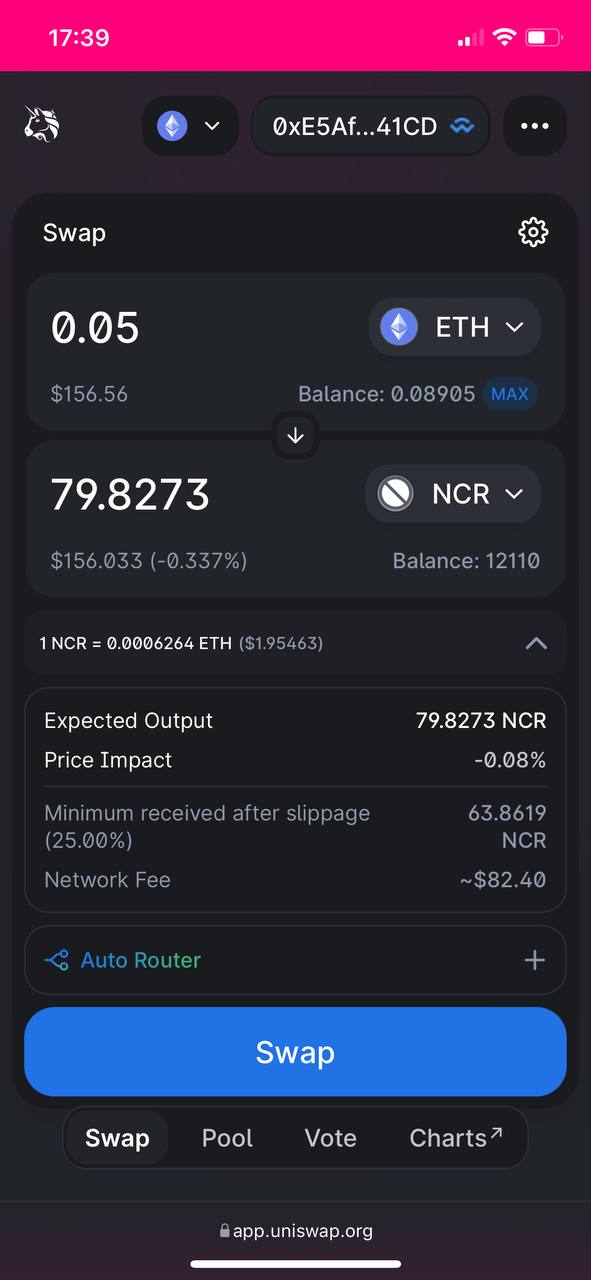 17:39
0xE5Af...41CD
Swap
0.05
ETH
$156.56
Balance: 0.08905 MAX
79.8273
NCR
$156.033 (-0.337%)
Balance: 12110
1 NCR = 0.0006264 ETH ($1.95463)
Expected Output
79.8273 NCR
Price Impact
-0.08%
Minimum received after slippage
(25.00%)
63.8619
NCR
Network Fee
~$82.40
Auto Router
Swap
Swap Pool Vote Charts↗
app.uniswap.org